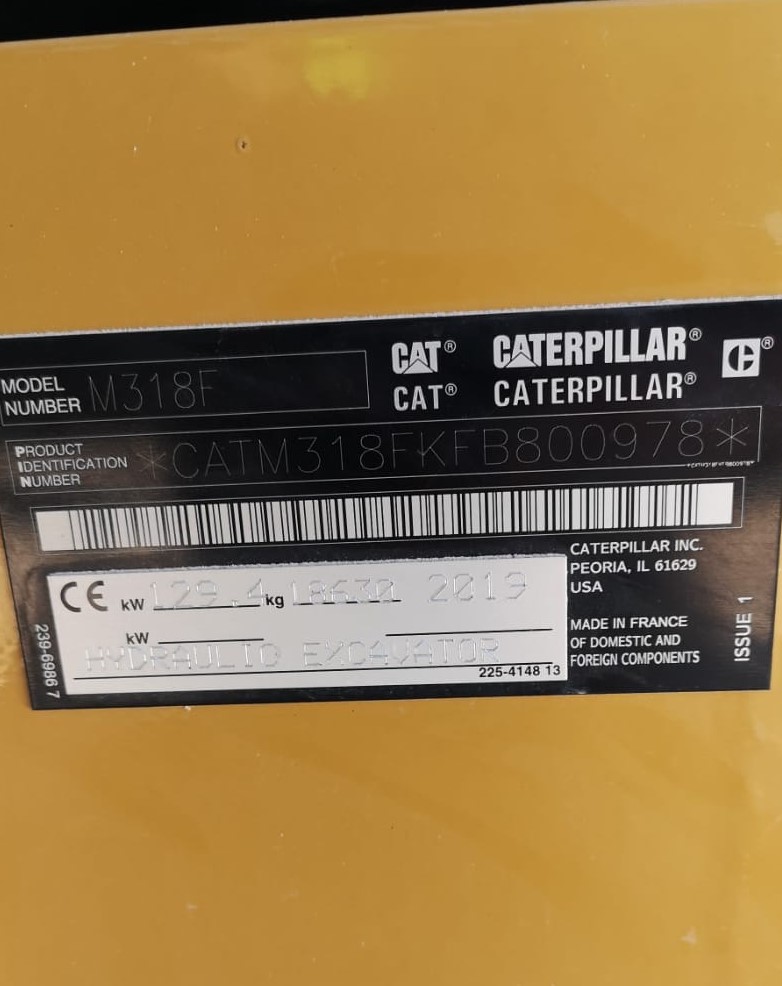 CAT® CATERPILLAR®
CAT® CATERPILLAR®
MODEL
NUMBER M318F
PRODUCT
IDENTIFICATION
NUMBER
*CATM318FKFB800978*
*CATM318FKFB800978*
CATERPILLAR INC.
PEORIA, IL 61629
USA
CE kW 129.4 kg 18630 2019
kW
HYDRAULIC EXCAVATOR
225-4148 13
MADE IN FRANCE
OF DOMESTIC AND
FOREIGN COMPONENTS
ISSUE 1
239-6986 7